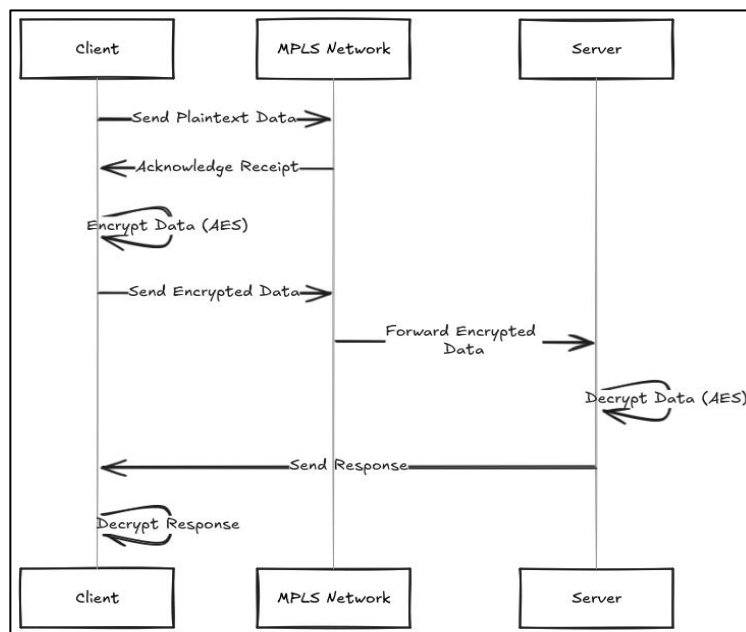 Client
MPLS Network
Server
Send Plaintext Data
Acknowledge Receipt
Encrypt Data (AES)
Send Encrypted Data
Forward Encrypted
Data
Decrypt Data (AES)
Send Response
Decrypt Response
Client
MPLS Network
Server